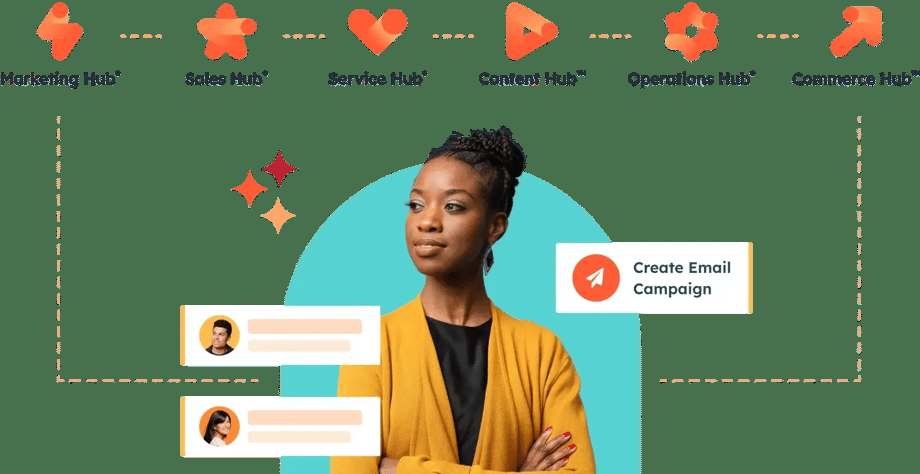 Marketing Hub®
Sales Hub®
Service Hub®
Content Hub™
Operations Hub®
Commerce Hub™
Create Email
Campaign